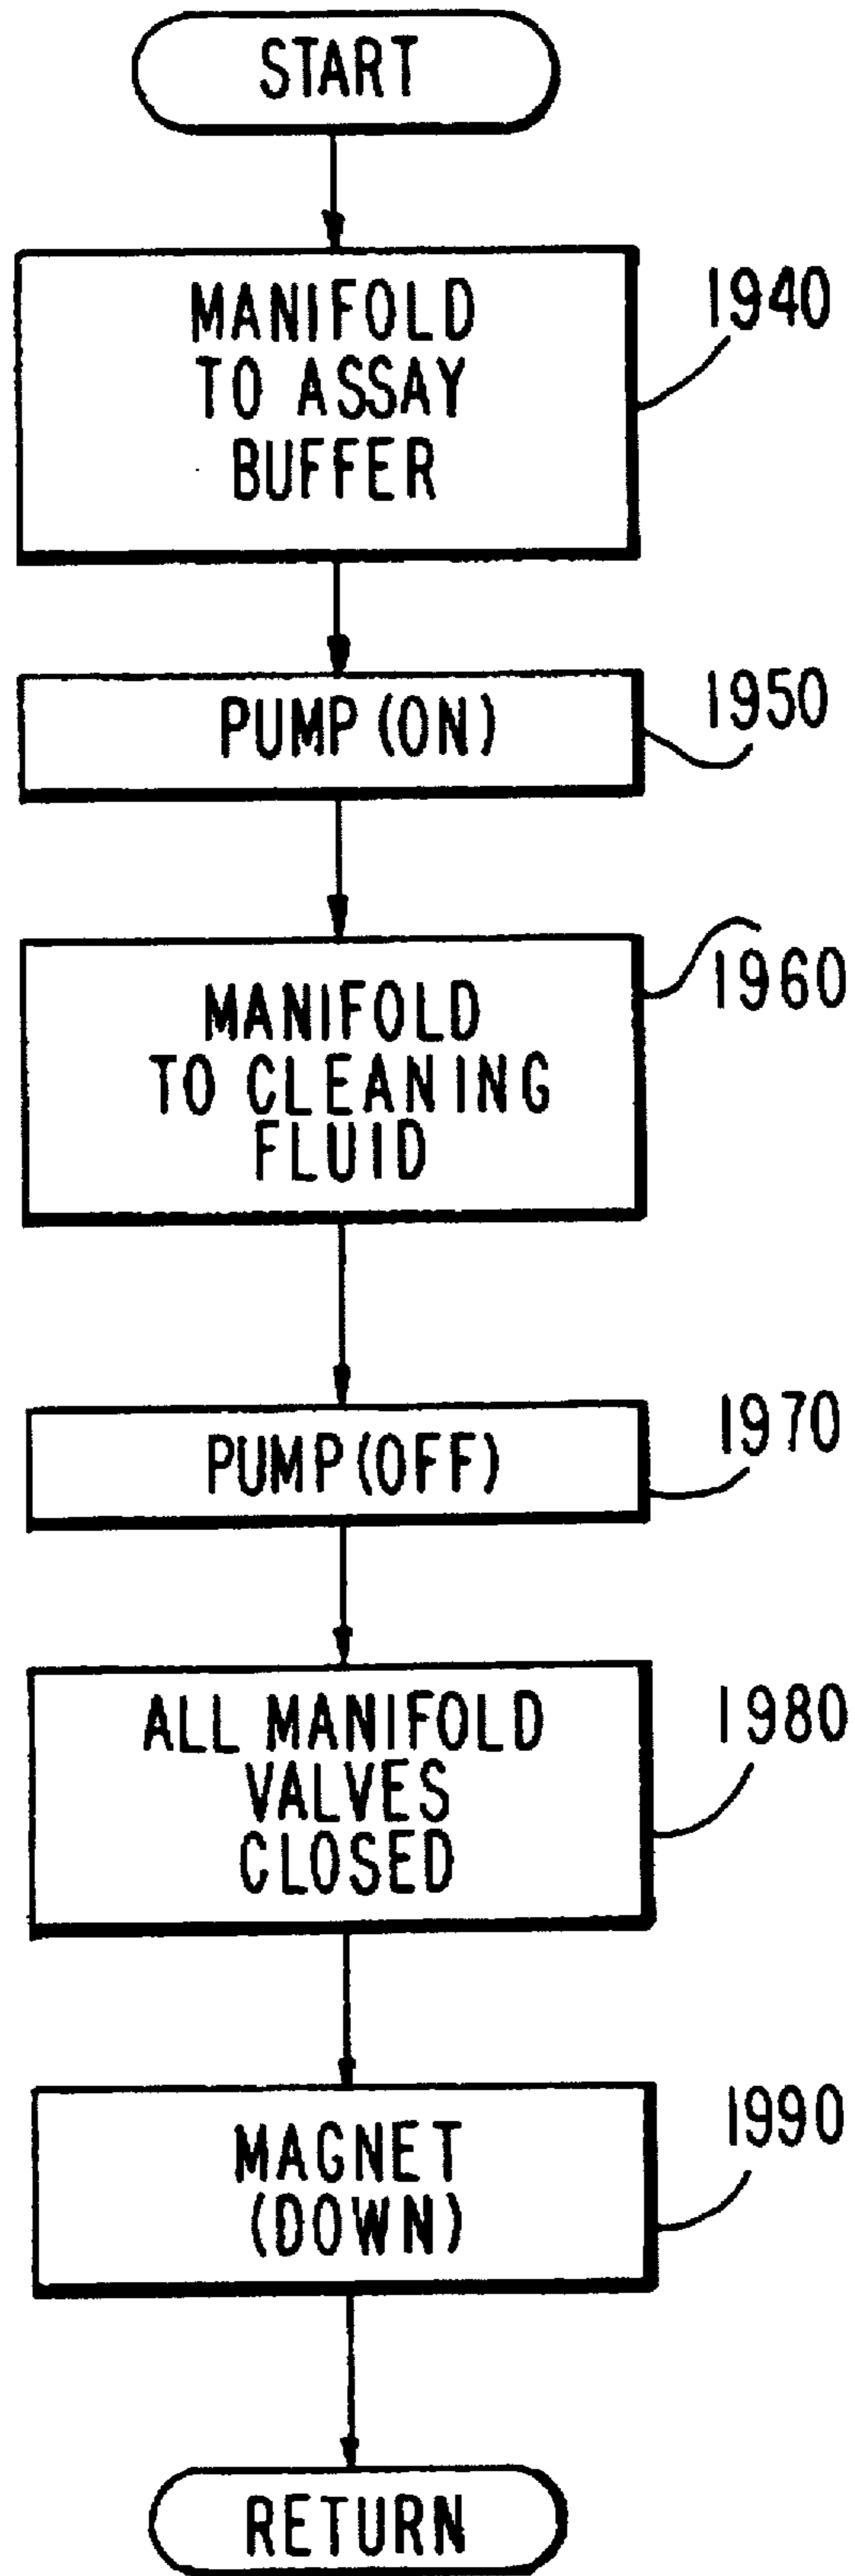 START
MANIFOLD
TO ASSAY
BUFFER
1940
PUMP (ON)
1950
MANIFOLD
TO CLEANING
FLUID
1960
PUMP (OFF)
1970
ALL MANIFOLD
VALVES
CLOSED
1980
MAGNET
(DOWN)
1990
RETURN